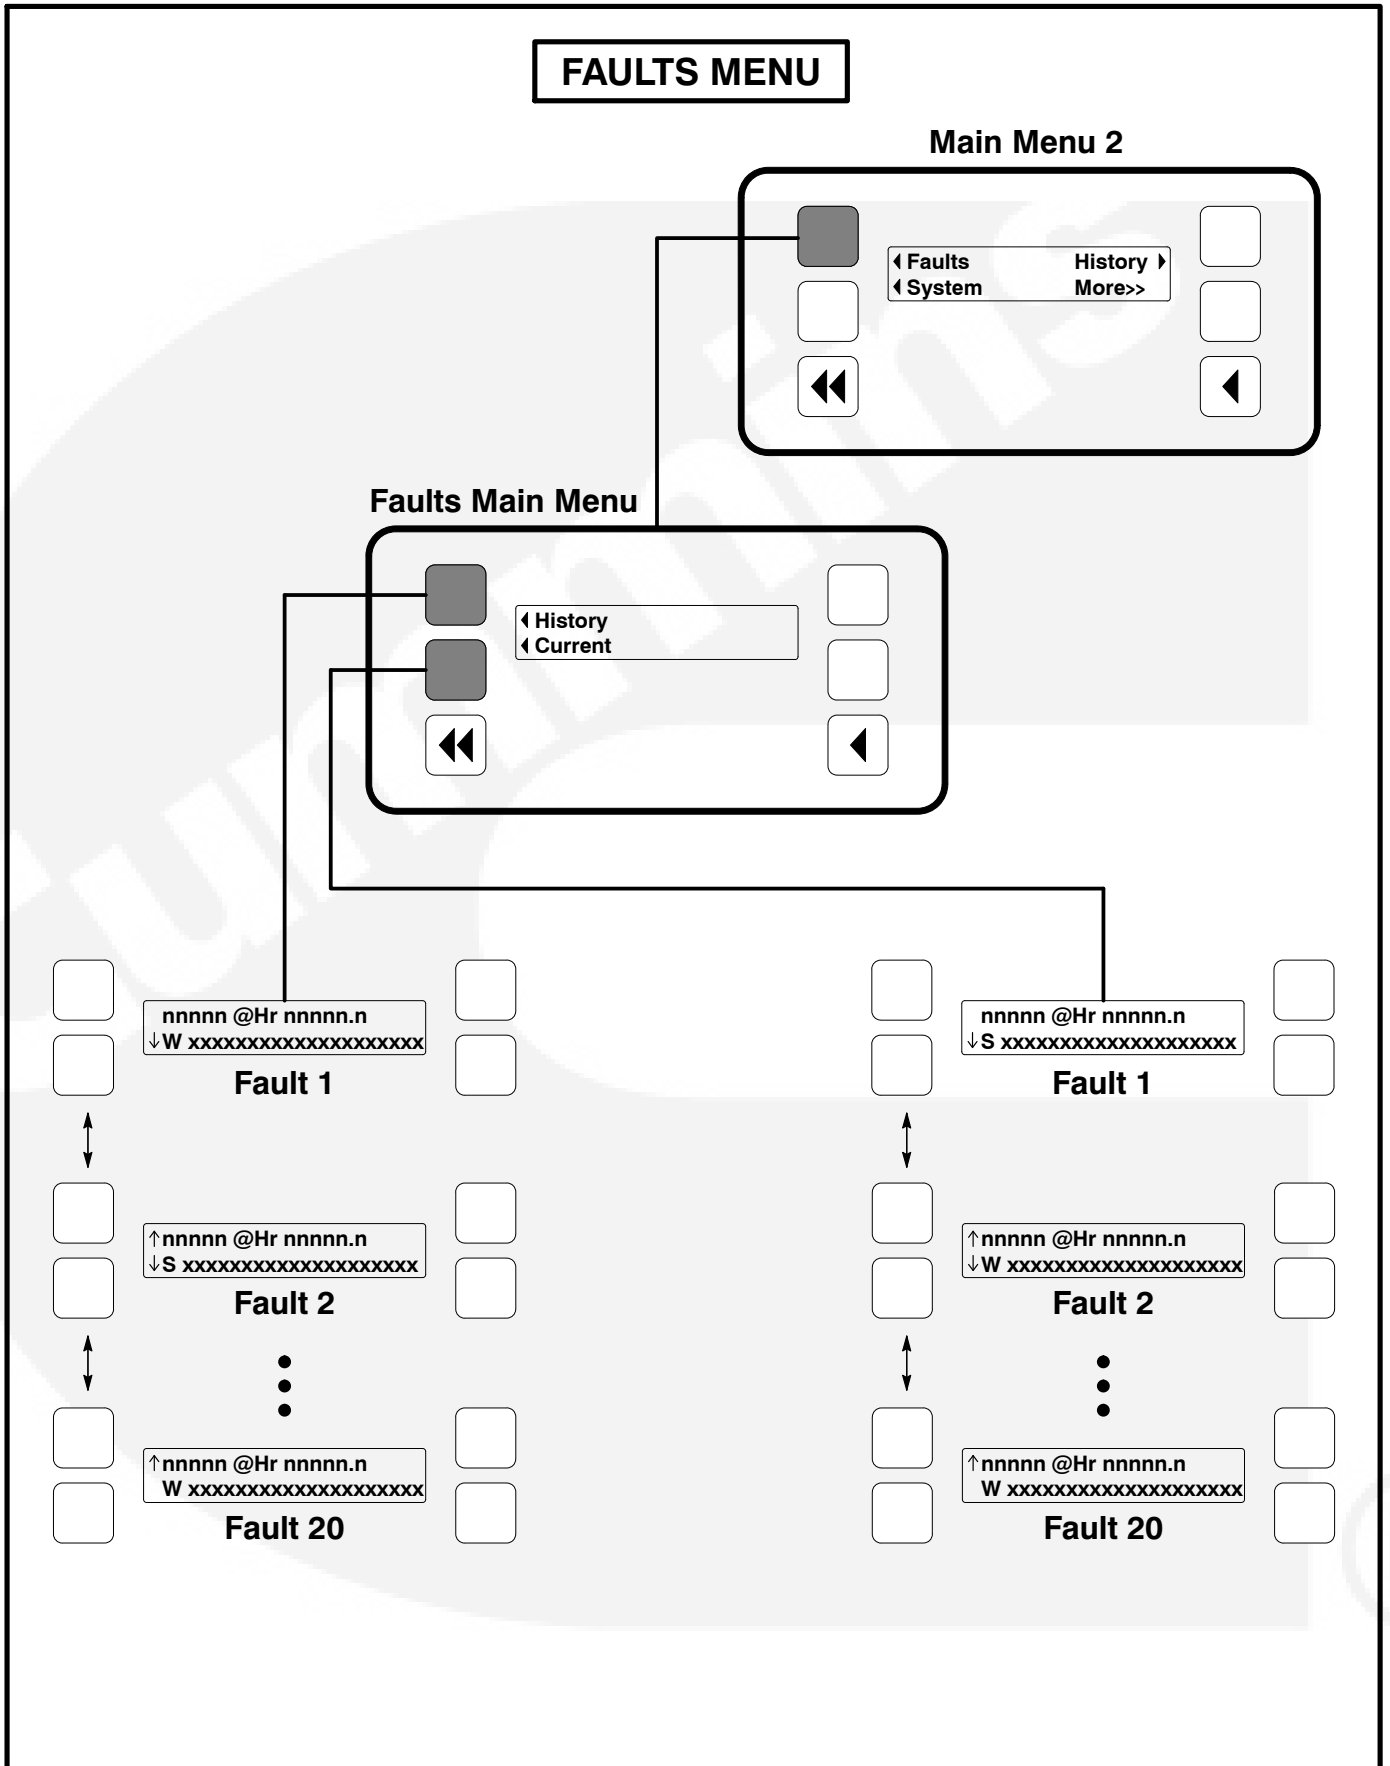 FAULTS MENU
Main Menu 2
Faults History
System More>>
Faults Main Menu
History
Current
nnnnn @Hr nnnnn.n
↓W xxxxxxxxxxxxxxxxxxxx
Fault 1
↑nnnnn @Hr nnnnn.n
↓S xxxxxxxxxxxxxxxxxxxx
Fault 2
↑nnnnn @Hr nnnnn.n
W xxxxxxxxxxxxxxxxxxxx
Fault 20
nnnnn @Hr nnnnn.n
↓S xxxxxxxxxxxxxxxxxxxx
Fault 1
↑nnnnn @Hr nnnnn.n
↓W xxxxxxxxxxxxxxxxxxxx
Fault 2
↑nnnnn @Hr nnnnn.n
W xxxxxxxxxxxxxxxxxxxx
Fault 20
Cummins